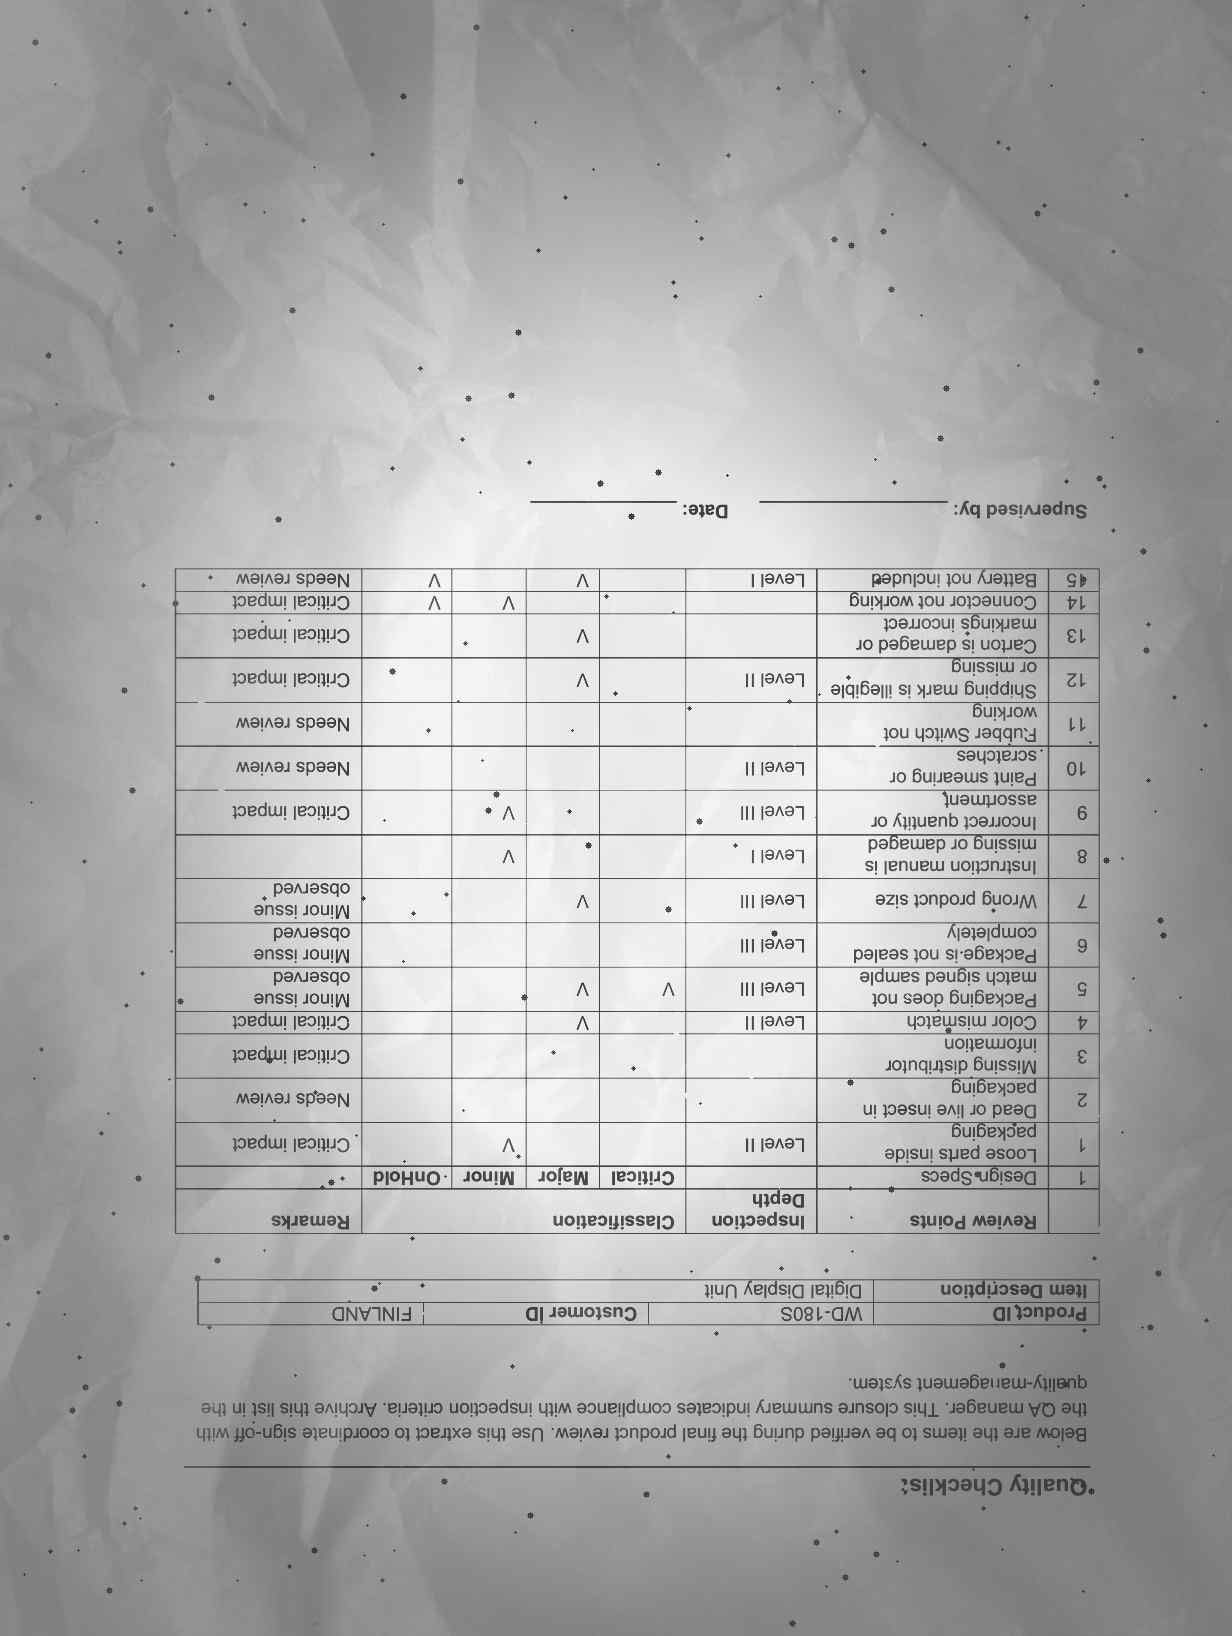 Quality Checklist:
Below are the items to be verified during the final product review. Use this extract to coordinate sign-off with
the QA manager. This closure summary indicates compliance with inspection criteria. Archive this list in the
quality-management system.
Product ID WD-180S Customer ID FINLAND
Item Description Digital Display Unit
Review Points Inspection Classification Remarks
Depth
1 Design Specs Critical Major Minor OnHold
1 Loose parts inside Level II V Critical impact
packaging
2 Dead or live insect in Needs review
packaging
3 Missing distributor Critical impact
information
4 Color mismatch Level II V Critical impact
5 Packaging does not Level III V V Minor issue
match signed sample observed
6 Package is not sealed Level III Minor issue
completely observed
7 Wrong product size Level III V Minor issue
observed
8 Instruction manual is Level I V
missing or damaged
9 Incorrect quantity or Level III V Critical impact
assortment
10 Paint smearing or Level II Needs review
scratches
11 Rubber Switch not Needs review
working
12 Shipping mark is illegible Level II V Critical impact
or missing
13 Carton is damaged or V Critical impact
markings incorrect
14 Connector not working V V Critical impact
15 Battery not included Level I V V Needs review
Supervised by: Date: